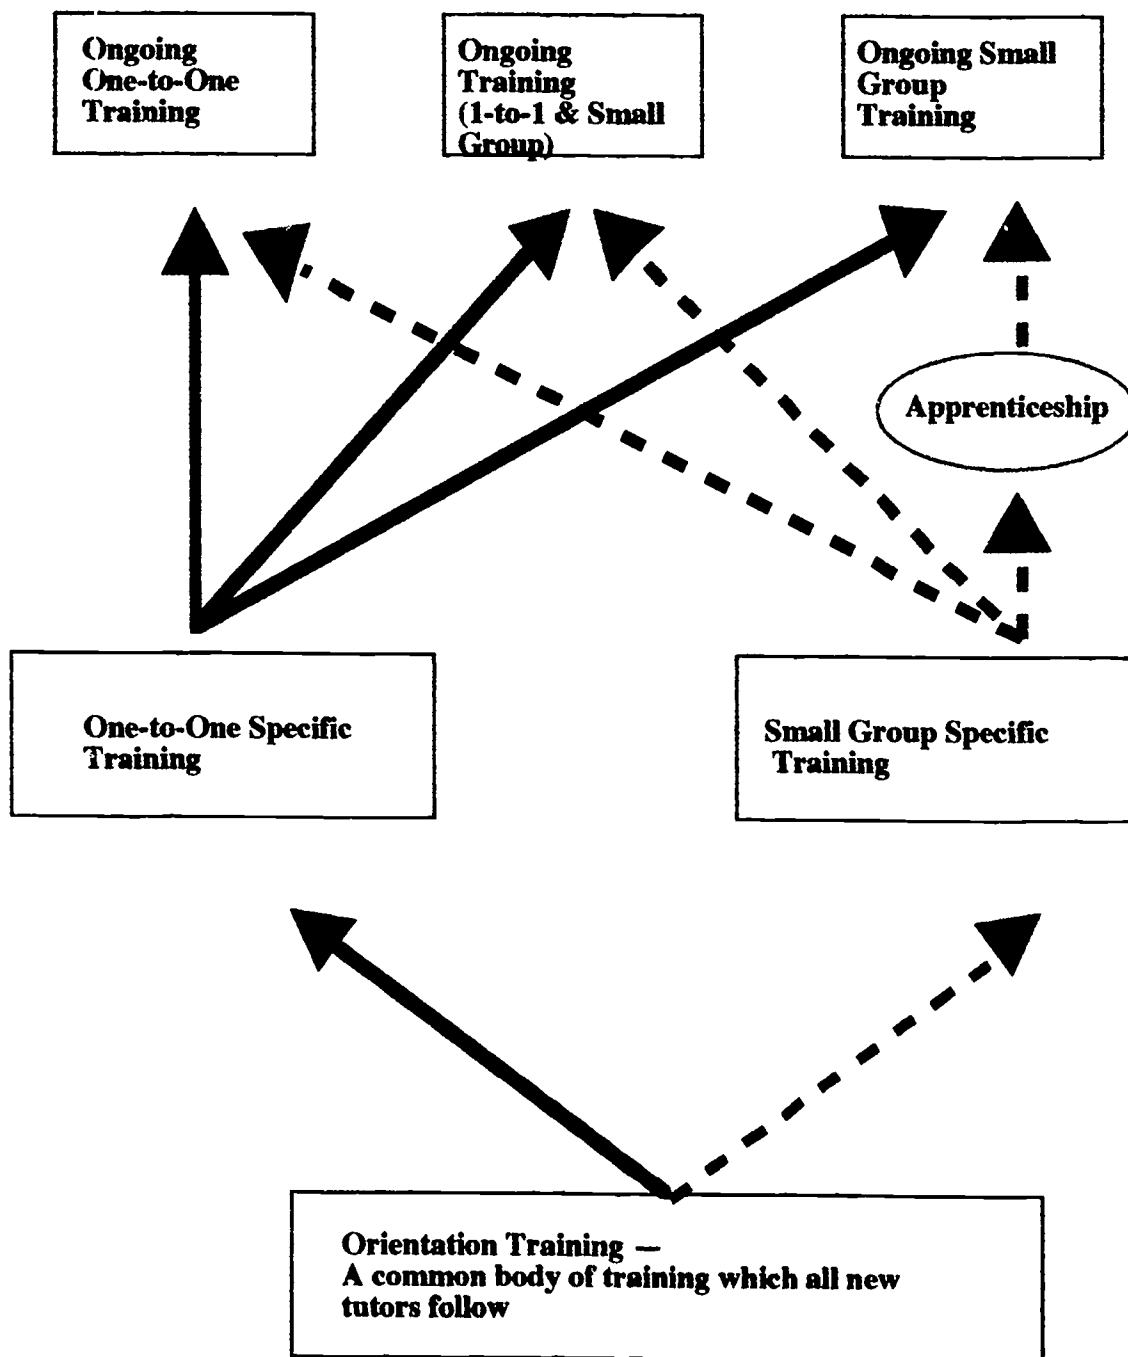 Ongoing
One-to-One
Training
Ongoing
Training
(1-to-1 & Small
Group)
Ongoing Small
Group
Training
Apprenticeship
One-to-One Specific
Training
Small Group Specific
Training
Orientation Training —
A common body of training which all new
tutors follow